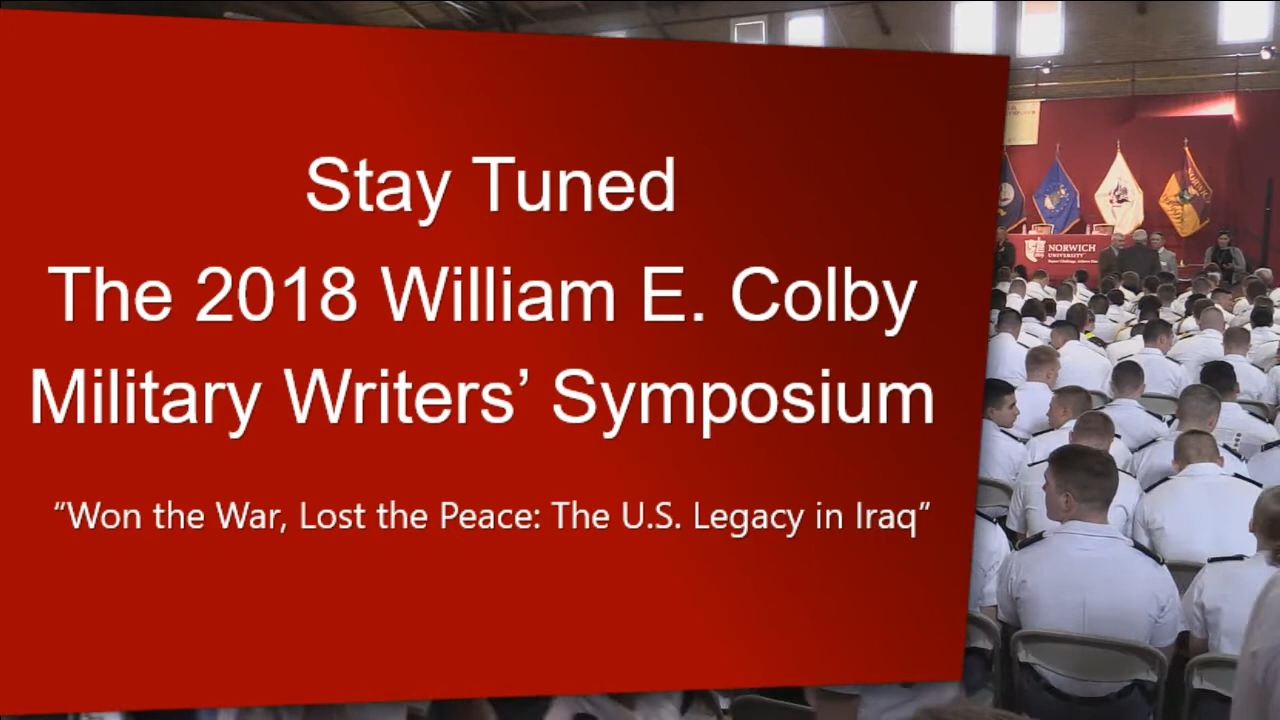 Stay Tuned
The 2018 William E. Colby
Military Writers’ Symposium
“Won the War, Lost the Peace: The U.S. Legacy in Iraq”
NORWICH
UNIVERSITY
NORWICH